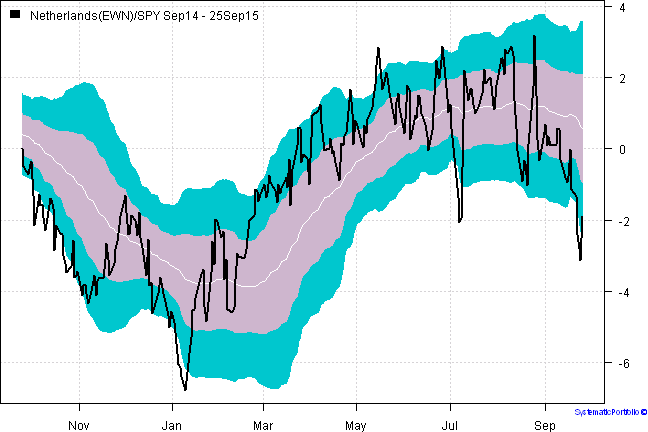 Netherlands(EWN)/SPY Sep14 - 25Sep15
4
2
0
-2
-4
-6
Nov Jan Mar May Jul Sep
SystematicPortfolio ©